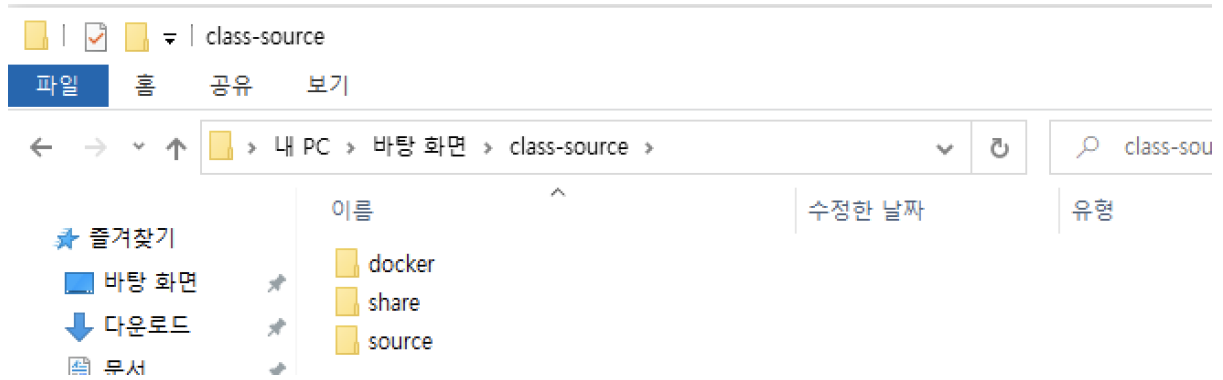 class-source
파일 홈 공유 보기
내 PC 바탕 화면 class-source class-sou
이름 수정한 날짜 유형
즐겨찾기
바탕 화면
다운로드
문서
docker
share
source